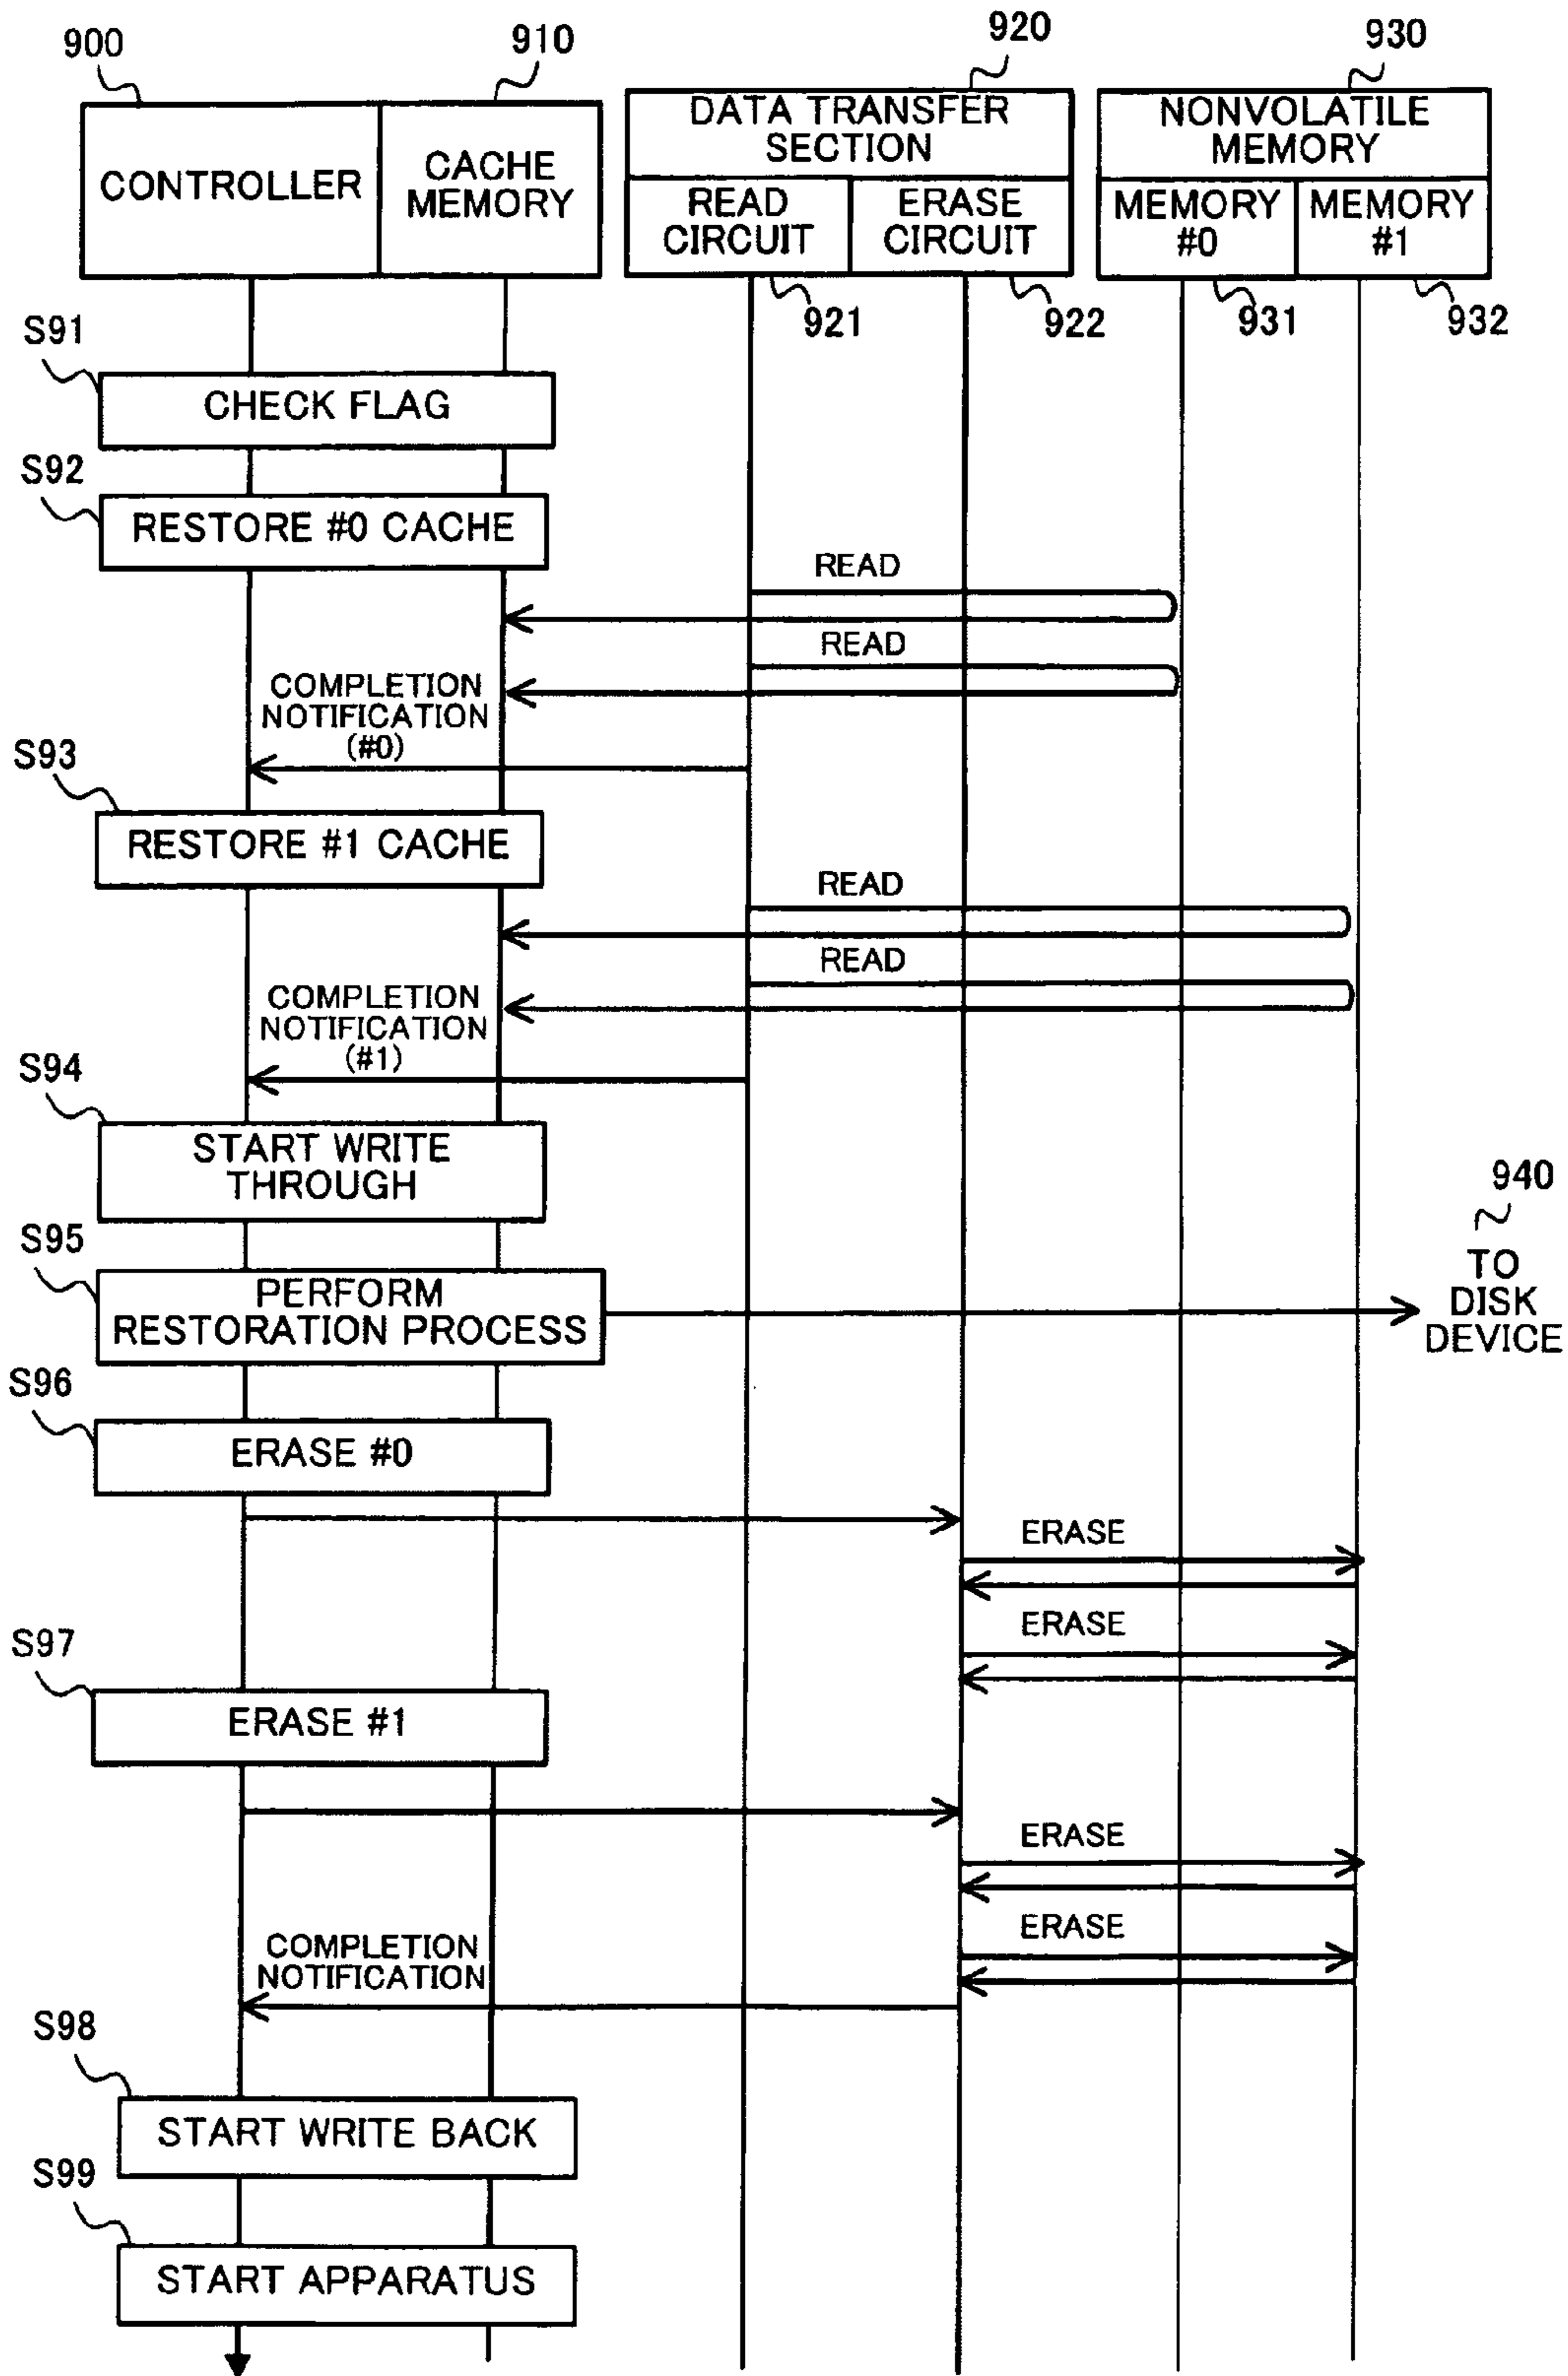 900
910
920
930
CONTROLLER
CACHE
MEMORY
DATA TRANSFER
SECTION
READ
CIRCUIT
ERASE
CIRCUIT
NONVOLATILE
MEMORY
MEMORY
#0
MEMORY
#1
921
922
931
932
S91
CHECK FLAG
S92
RESTORE #0 CACHE
READ
READ
COMPLETION
NOTIFICATION
(#0)
S93
RESTORE #1 CACHE
READ
READ
COMPLETION
NOTIFICATION
(#1)
S94
START WRITE
THROUGH
940
TO
DISK
DEVICE
S95
PERFORM
RESTORATION PROCESS
S96
ERASE #0
ERASE
ERASE
S97
ERASE #1
ERASE
ERASE
COMPLETION
NOTIFICATION
S98
START WRITE BACK
S99
START APPARATUS